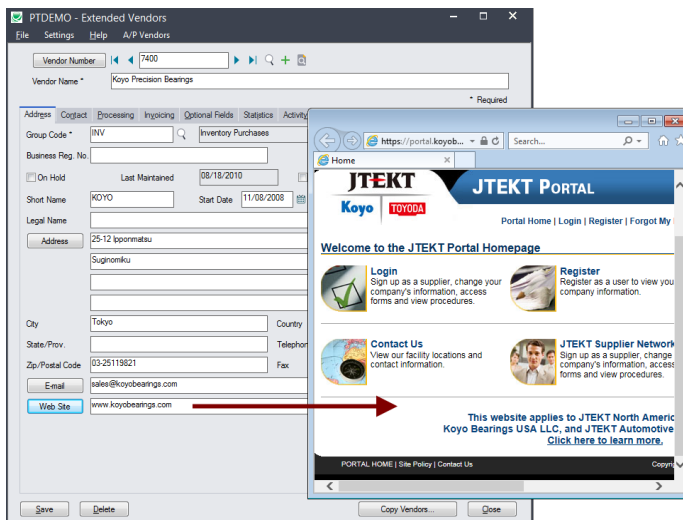 PTDEMO - Extended Vendors
File Settings Help A/P Vendors
Vendor Number 7400
Vendor Name * Koyo Precision Bearings
* Required
Address Contact Processing Invoicing Optional Fields Statistics Activity
Group Code * INV Inventory Purchases
Business Reg. No.
On Hold Last Maintained 08/18/2010
Short Name KOYO Start Date 11/08/2008
Legal Name
Address 25-12 Ipponmatsu
Suginomiku
City Tokyo Country
State/Prov. Telephon
Zip/Postal Code 03-25119821 Fax
E-mail sales@koyobearings.com
Web Site www.koyobearings.com
Save Delete Copy Vendors... Close
https://portal.koyob... Search...
Home
JTEKT
Koyo TOYODA
JTEKT PORTAL
Portal Home | Login | Register | Forgot My
Welcome to the JTEKT Portal Homepage
Login
Sign up as a supplier, change your
company's information, access
forms and view procedures.
Register
Register as a user to view you
company information.
Contact Us
View our facility locations and
contact information.
JTEKT Supplier Network
Sign up as a supplier, change
company's information, access
forms and view procedures.
This website applies to JTEKT North Americ
Koyo Bearings USA LLC, and JTEKT Automotive
Click here to learn more.
PORTAL HOME | Site Policy | Contact Us Copyrig